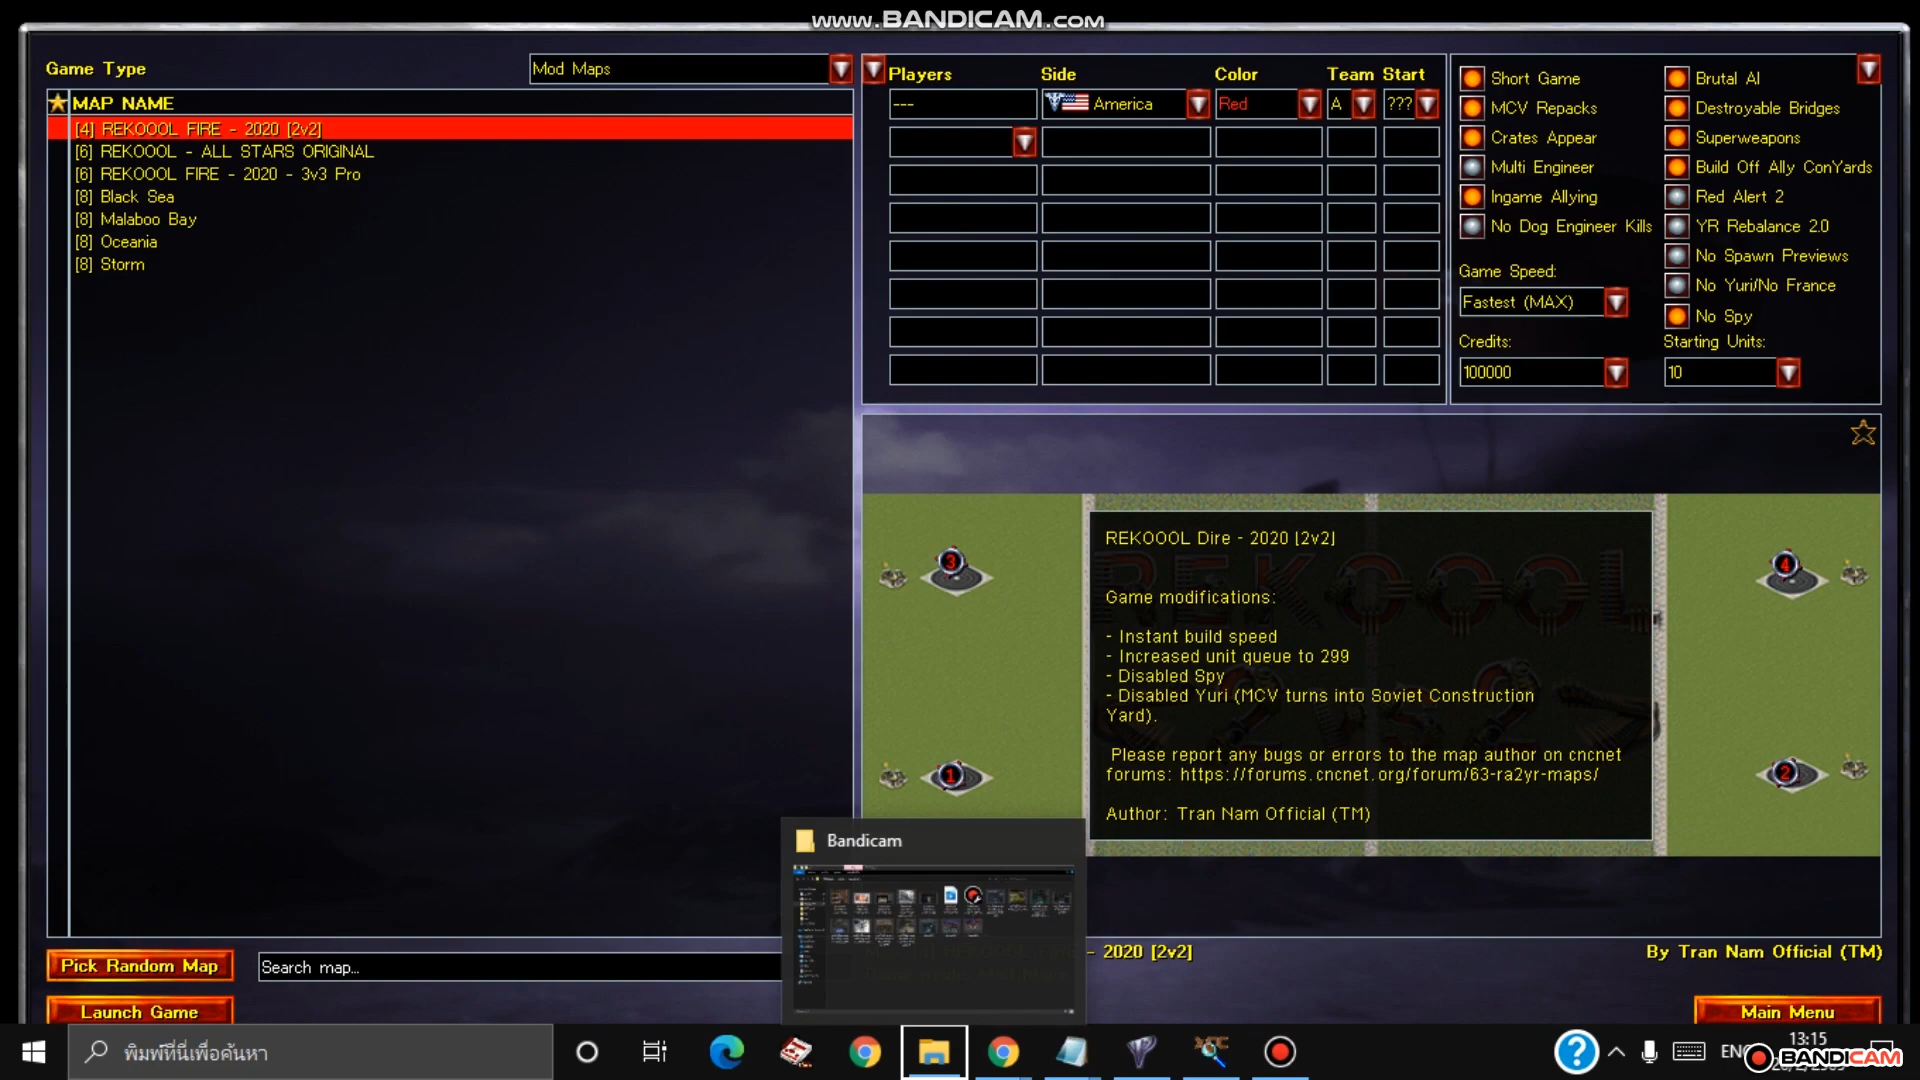 www.BANDICAM.com
Game Type
Mod Maps
MAP NAME
[4] REKOOOL FIRE - 2020 [2v2]
[6] REKOOOL - ALL STARS ORIGINAL
[6] REKOOOL FIRE - 2020 - 3v3 Pro
[8] Black Sea
[8] Malaboo Bay
[8] Oceania
[8] Storm
Players Side Color Team Start
--- America Red A ???
Short Game
MCV Repacks
Crates Appear
Multi Engineer
Ingame Allying
No Dog Engineer Kills
Game Speed:
Fastest (MAX)
Credits:
100000
Brutal AI
Destroyable Bridges
Superweapons
Build Off Ally ConYards
Red Alert 2
YR Rebalance 2.0
No Spawn Previews
No Yuri/No France
No Spy
Starting Units:
10
3
4
1
2
REKOOOL
2v2
REKOOOL Dire - 2020 [2v2]
Game modifications:
- Instant build speed
- Increased unit queue to 299
- Disabled Spy
- Disabled Yuri (MCV turns into Soviet Construction
Yard).
Please report any bugs or errors to the map author on cncnet
forums: https://forums.cncnet.org/forum/63-ra2yr-maps/
Author: Tran Nam Official (TM)
Bandicam
- 2020 [2v2]
By Tran Nam Official (TM)
Pick Random Map
Search map...
Launch Game
Main Menu
พิมพ์ที่นี่เพื่อค้นหา
ENG
13:15
BANDICAM